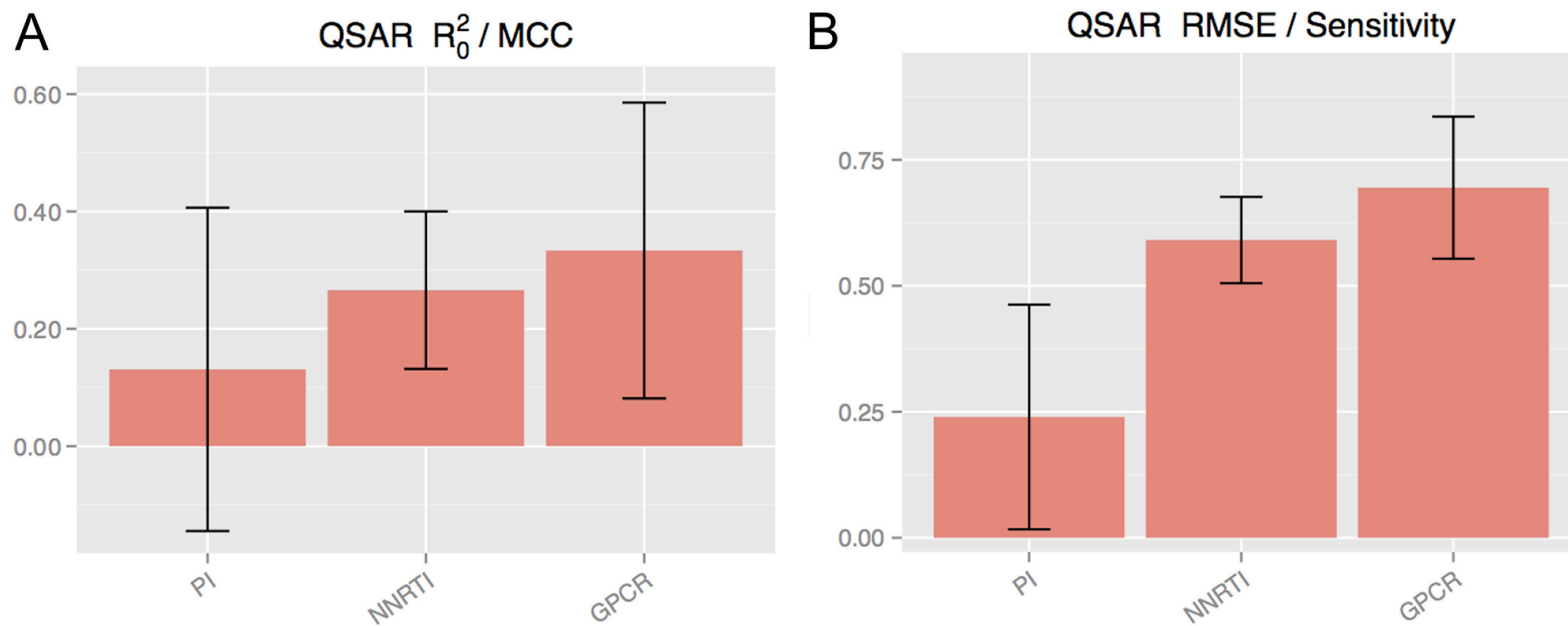 A
QSAR R₀² / MCC
0.60
0.40
0.20
0.00
PI
NNRTI
GPCR
B
QSAR RMSE / Sensitivity
0.75
0.50
0.25
0.00
PI
NNRTI
GPCR